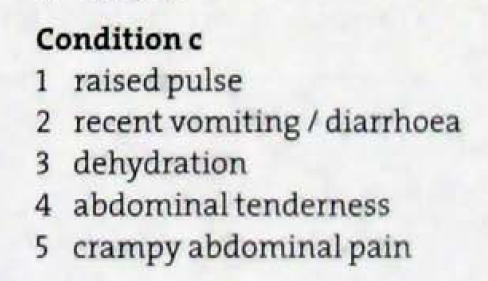 Condition c
1 raised pulse
2 recent vomiting / diarrhoea
3 dehydration
4 abdominal tenderness
5 crampy abdominal pain